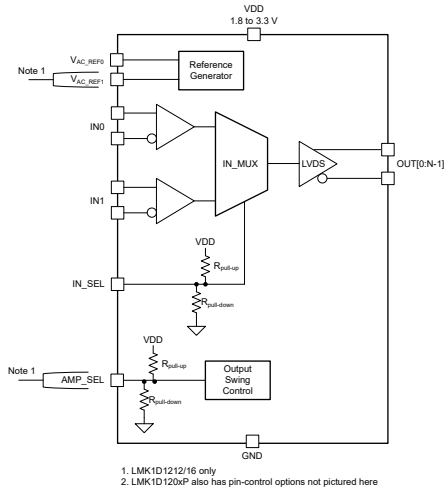 VDD
1.8 to 3.3 V
Note 1
VAC_REF0
VAC_REF1
Reference
Generator
IN0
IN1
IN_MUX
LVDS
OUT[0:N-1]
VDD
Rpull-up
IN_SEL
Rpull-down
VDD
Rpull-up
Note 1
AMP_SEL
Rpull-down
Output
Swing
Control
GND
1. LMK1D1212/16 only
2. LMK1D120xP also has pin-control options not pictured here